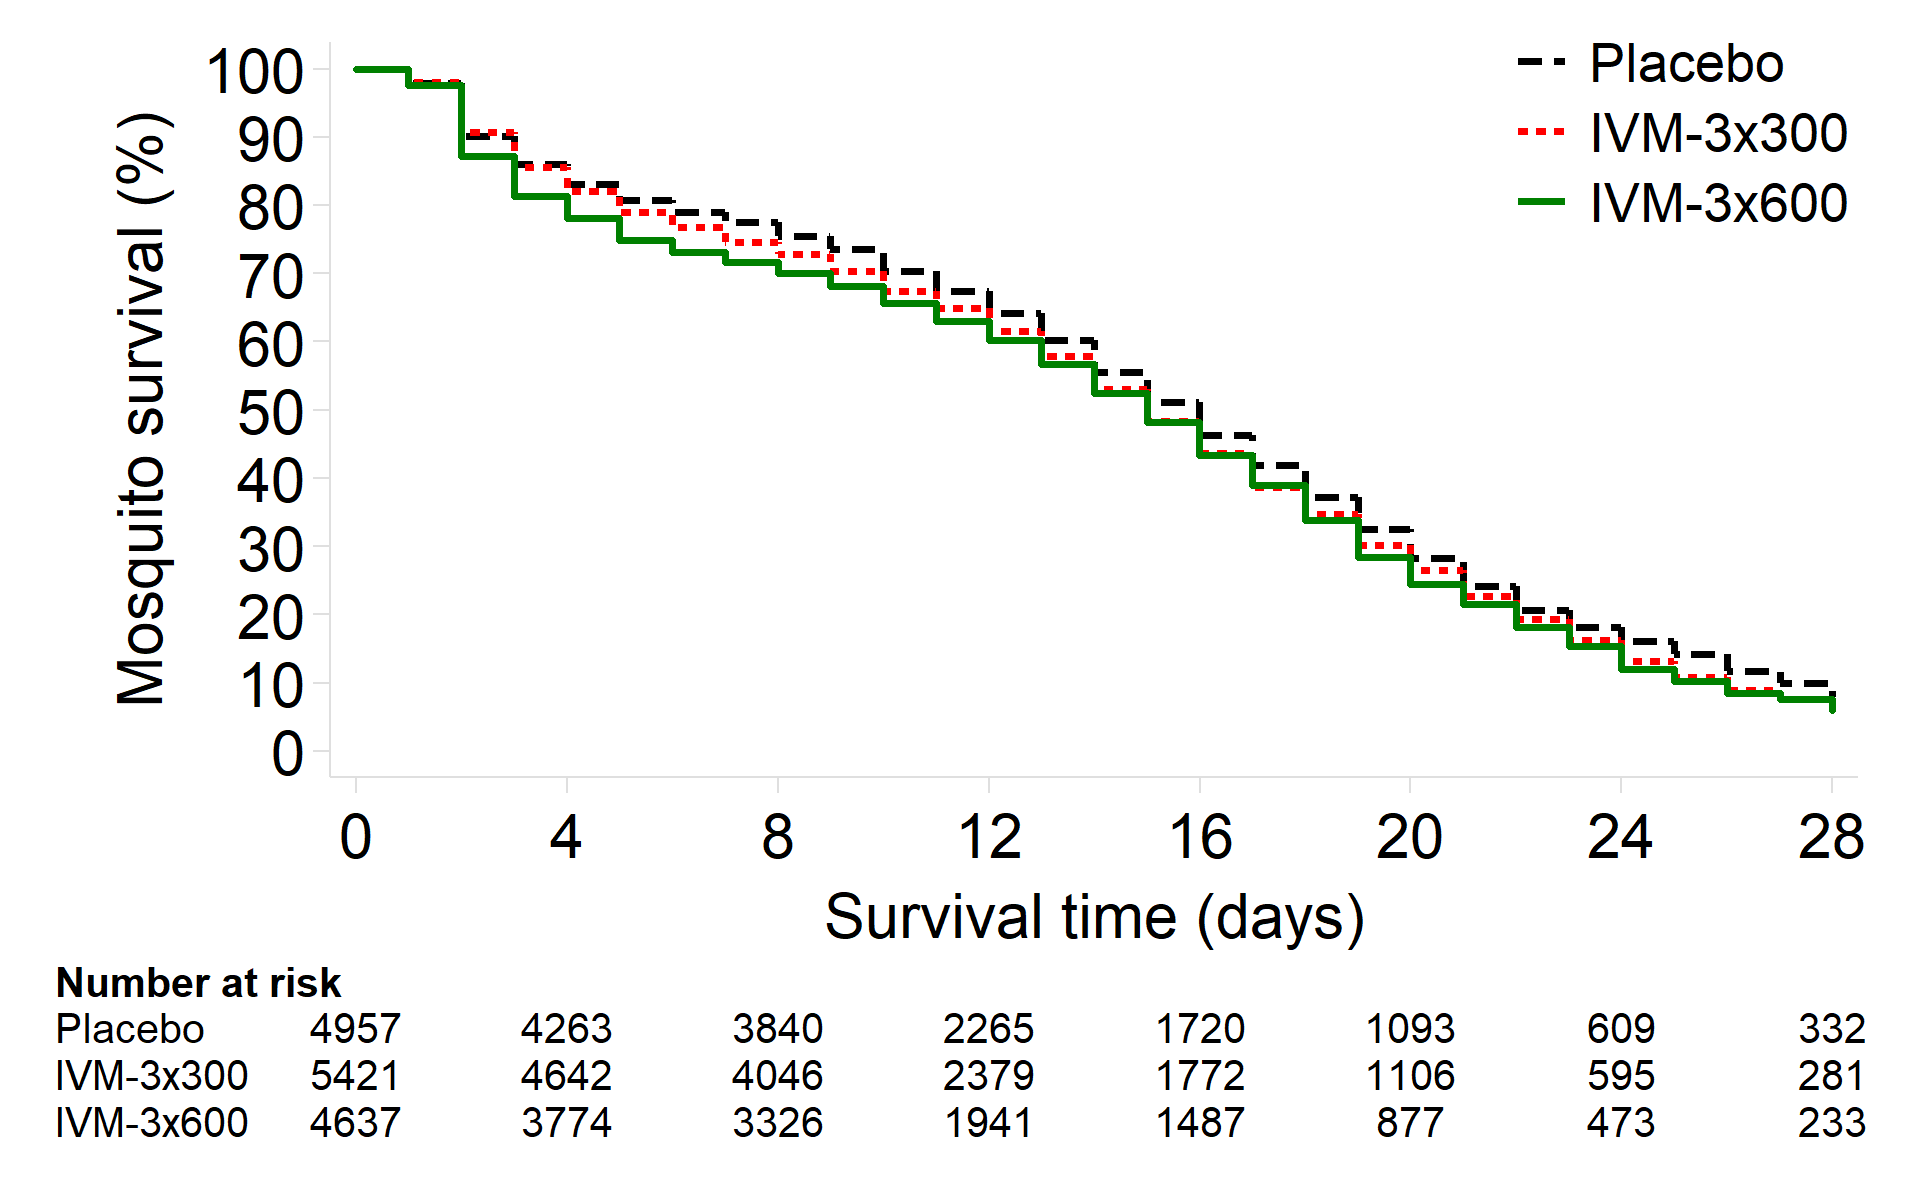 Placebo
IVM-3x300
IVM-3x600
Mosquito survival (%)
100
90
80
70
60
50
40
30
20
10
0
0 4 8 12 16 20 24 28
Survival time (days)
Number at risk
Placebo 4957 4263 3840 2265 1720 1093 609 332
IVM-3x300 5421 4642 4046 2379 1772 1106 595 281
IVM-3x600 4637 3774 3326 1941 1487 877 473 233